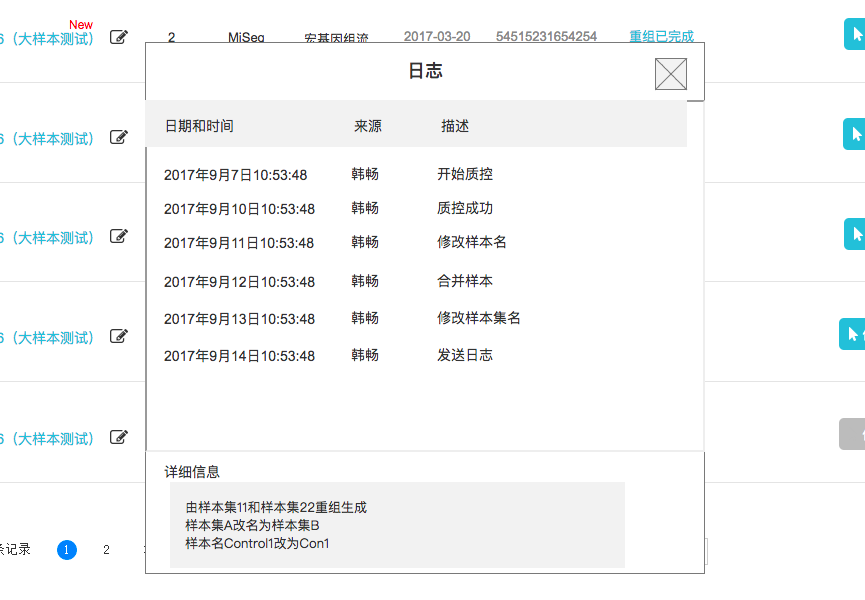 New
6（大样本测试） 2 MiSeq 宏基因组流 2017-03-20 54515231654254 重组已完成
日志
日期和时间 来源 描述
6（大样本测试）
2017年9月7日10:53:48 韩畅 开始质控
2017年9月10日10:53:48 韩畅 质控成功
6（大样本测试）
2017年9月11日10:53:48 韩畅 修改样本名
2017年9月12日10:53:48 韩畅 合并样本
2017年9月13日10:53:48 韩畅 修改样本集名
6（大样本测试）
2017年9月14日10:53:48 韩畅 发送日志
6（大样本测试）
详细信息
由样本集11和样本集22重组生成
样本集A改名为样本集B
样本名Control1改为Con1
条记录 1 2